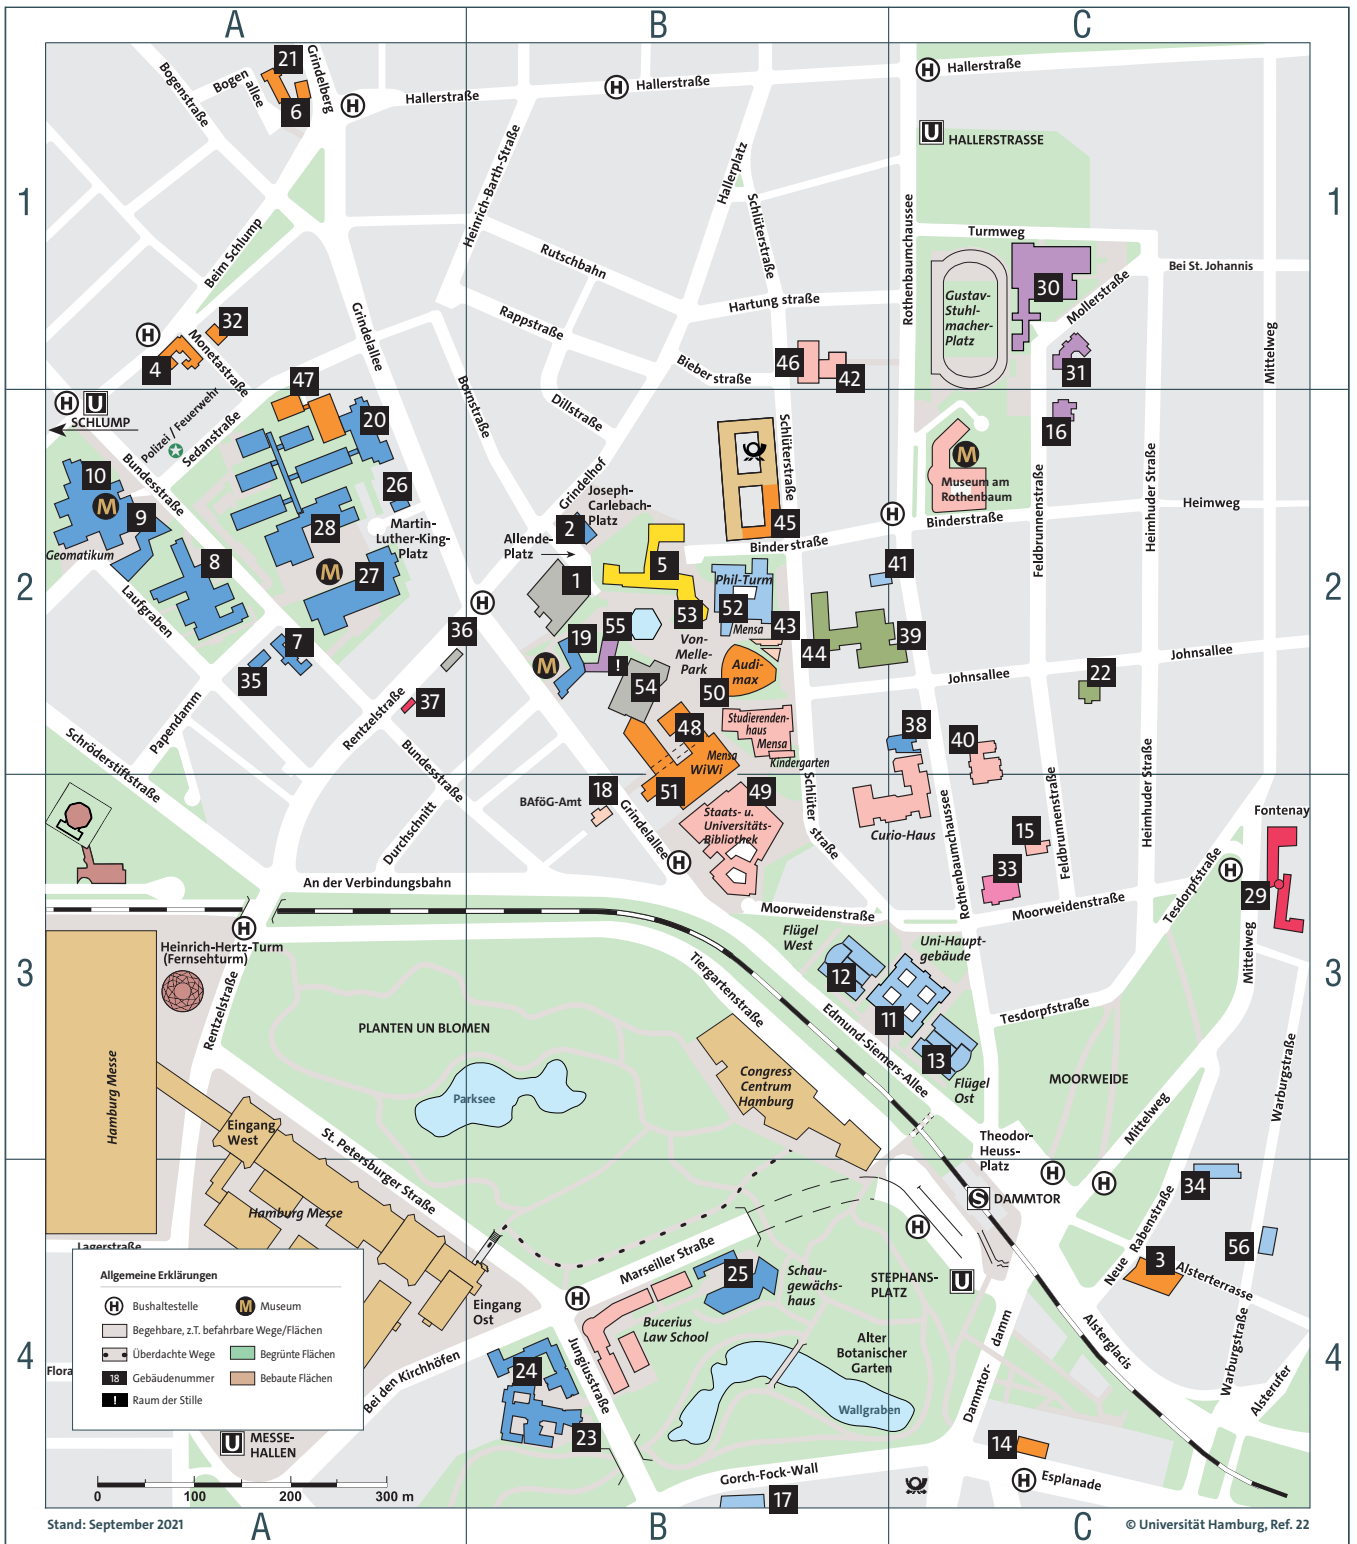 A
B
C
21
Grindelberg
Bogenstraße
Bogen
allee
6
H
Hallerstraße
H
Hallerstraße
H
Hallerstraße
U
HALLERSTRASSE
Heinrich-Barth-Straße
Hallerplatz
Schlüterstraße
Rothenbaumchaussee
1
1
Beim Schlump
Turmweg
Rutschbahn
Bei St. Johannis
30
Mollerstraße
Gustav-
Stuhl-
macher-
Platz
Hartung straße
Rappstraße
Grindelallee
32
H
Monetastraße
4
Mittelweg
31
Bieber straße
46
42
47
H
U
SCHLUMP
Polizei / Feuerwehr
Sedanstraße
Bornstraße
Dillstraße
20
16
Schlüterstraße
M
Museum am
Rothenbaum
Bundesstraße
10
M
9
26
Grindelhof
Joseph-
Carlebach-
Platz
Feldbrunnenstraße
Heimhuder Straße
Heimweg
H
Binderstraße
45
Binderstraße
28
Martin-
Luther-King-
Platz
2
Allende-
Platz
Geomatikum
8
M
27
1
5
Phil-Turm
41
2
2
Laufgraben
H
53
52
Mensa
43
55
36
7
19
M
!
Von-
Melle-
Park
44
39
Johnsallee
35
54
Audi-
max
50
Johnsallee
22
37
Papendamm
Rentzelstraße
Studierenden-
haus
Mensa
38
40
48
Mensa
WiWi
Kindergarten
Schröderstiftstraße
Bundesstraße
Heimhuder Straße
18
BAföG-Amt
51
49
Staats- u.
Universitäts-
Bibliothek
Schlüter straße
Grindelallee
Durchschnitt
Curio-Haus
Rothenbaumchaussee
Feldbrunnenstraße
15
Fontenay
H
33
29
Tesdorpfstraße
H
An der Verbindungsbahn
Moorweidenstraße
Moorweidenstraße
H
Heinrich-Hertz-Turm
(Fernsehturm)
Flügel
West
Uni-Haupt-
gebäude
Mittelweg
3
3
12
Tiergartenstraße
Rentzelstraße
11
Tesdorpfstraße
PLANTEN UN BLOMEN
Edmund-Siemers-Allee
13
Flügel
Ost
Warburgstraße
Hamburg Messe
Parksee
Congress
Centrum
Hamburg
MOORWEIDE
Mittelweg
Eingang
West
St. Petersburger Straße
Theodor-
Heuss-
Platz
H
H
34
S
DAMMTOR
Hamburg Messe
H
Neue Rabenstraße
56
Lagerstraße
Marseiller Straße
3
Alsterterrasse
25
Schau-
gewächs-
haus
STEPHANS-
PLATZ
U
Eingang
Ost
H
Bucerius
Law School
Allgemeine Erklärungen
H Bushaltestelle
M Museum
Begehbare, z.T. befahrbare Wege/Flächen
Überdachte Wege
Begrünte Flächen
18 Gebäudenummer
Bebaute Flächen
! Raum der Stille
Flora
Bei den Kirchhöfen
Jungiusstraße
Alter
Botanischer
Garten
Dammtor-
damm
Alsterglacis
Warburgstraße
Alsterufer
4
4
24
Wallgraben
23
U
MESSE-
HALLEN
14
H
Esplanade
Gorch-Fock-Wall
17
0
100
200
300 m
Stand: September 2021
© Universität Hamburg, Ref. 22
A
B
C